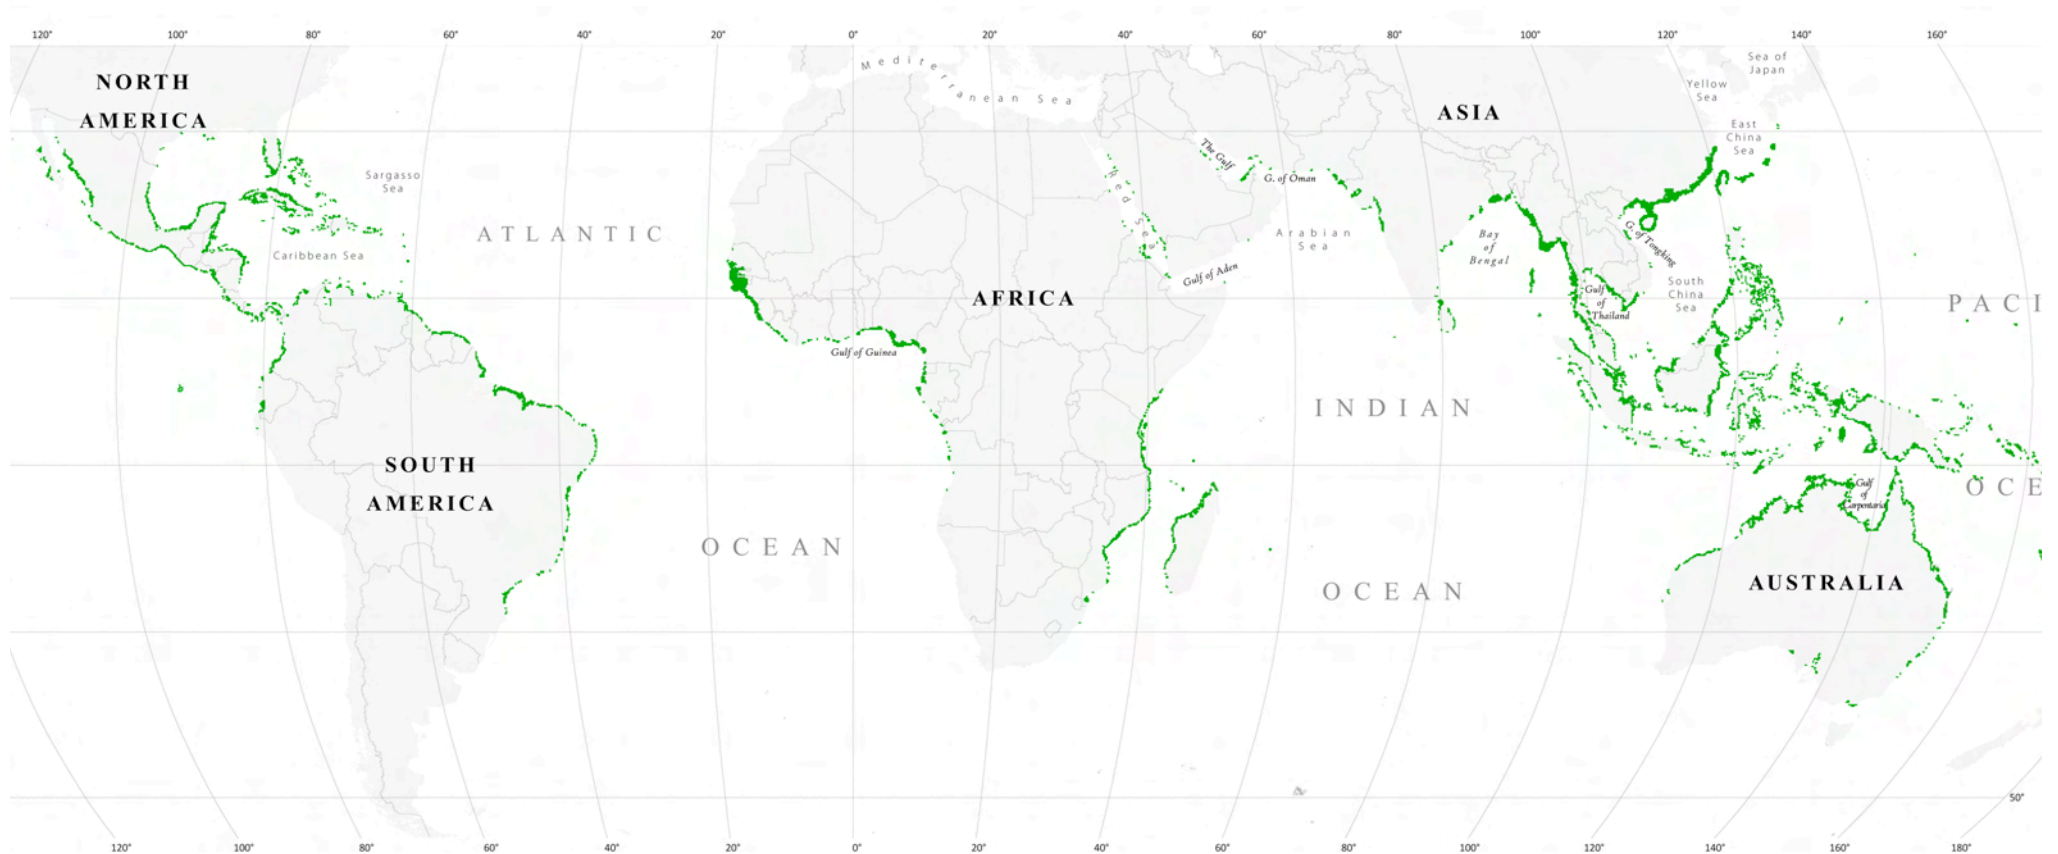 120°
100°
80°
60°
40°
20°
0°
20°
40°
60°
80°
100°
120°
140°
160°
NORTH
AMERICA
Mediterranean Sea
ASIA
Sea of
Japan
Yellow
Sea
East
China
Sea
Sargasso
Sea
The Gulf
G. of Oman
Red Sea
ATLANTIC
Arabian
Sea
Bay
of
Bengal
G. of Tongking
Caribbean Sea
Gulf of Aden
South
China
Sea
Gulf
of
Thailand
AFRICA
PACI
Gulf of Guinea
INDIAN
SOUTH
AMERICA
Gulf
of
Carpentaria
OCE
OCEAN
OCEAN
AUSTRALIA
50°
120°
100°
80°
60°
40°
20°
0°
20°
40°
60°
80°
100°
120°
140°
160°
180°